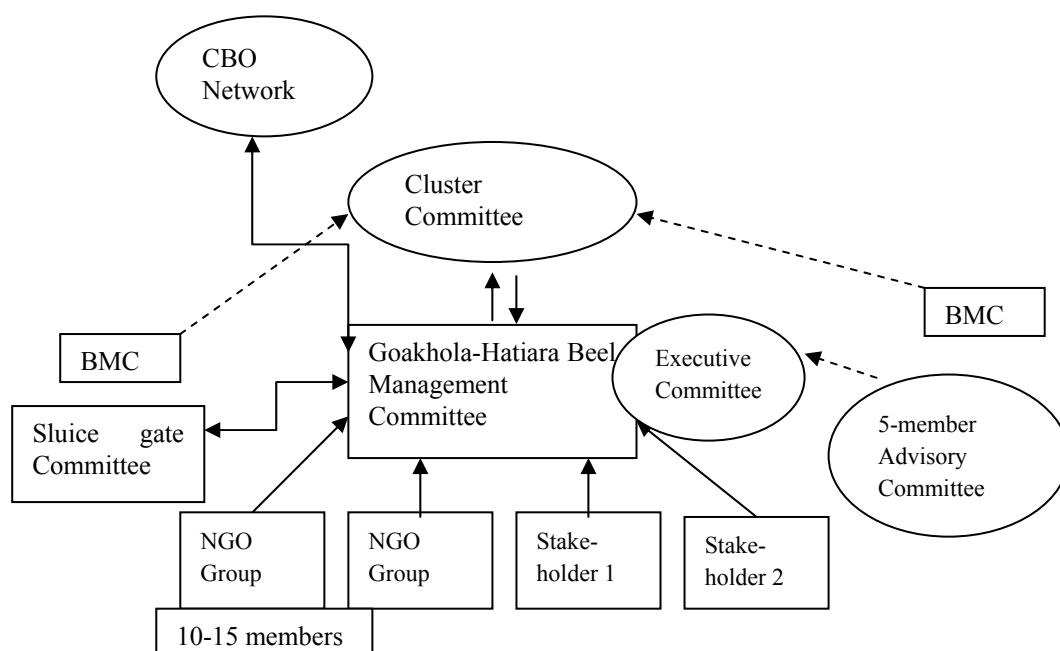 CBO
Network
Cluster
Committee
BMC
BMC
Goakhola-Hatiara Beel
Management
Committee
Executive
Committee
Sluice gate
Committee
5-member
Advisory
Committee
NGO
Group
NGO
Group
Stake-
holder 1
Stake-
holder 2
10-15 members